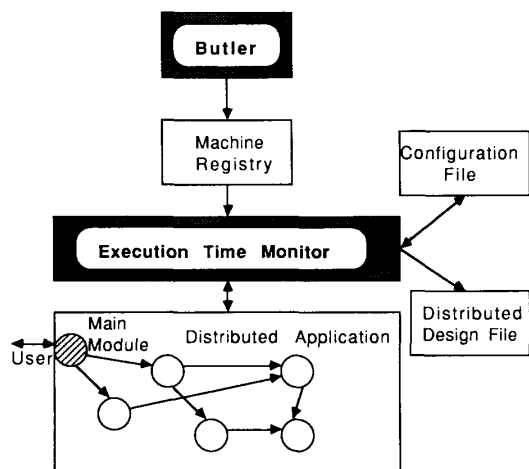 Butler
Machine
Registry
Configuration
File
Execution Time Monitor
Distributed
Design File
Main
Module
Distributed Application
User